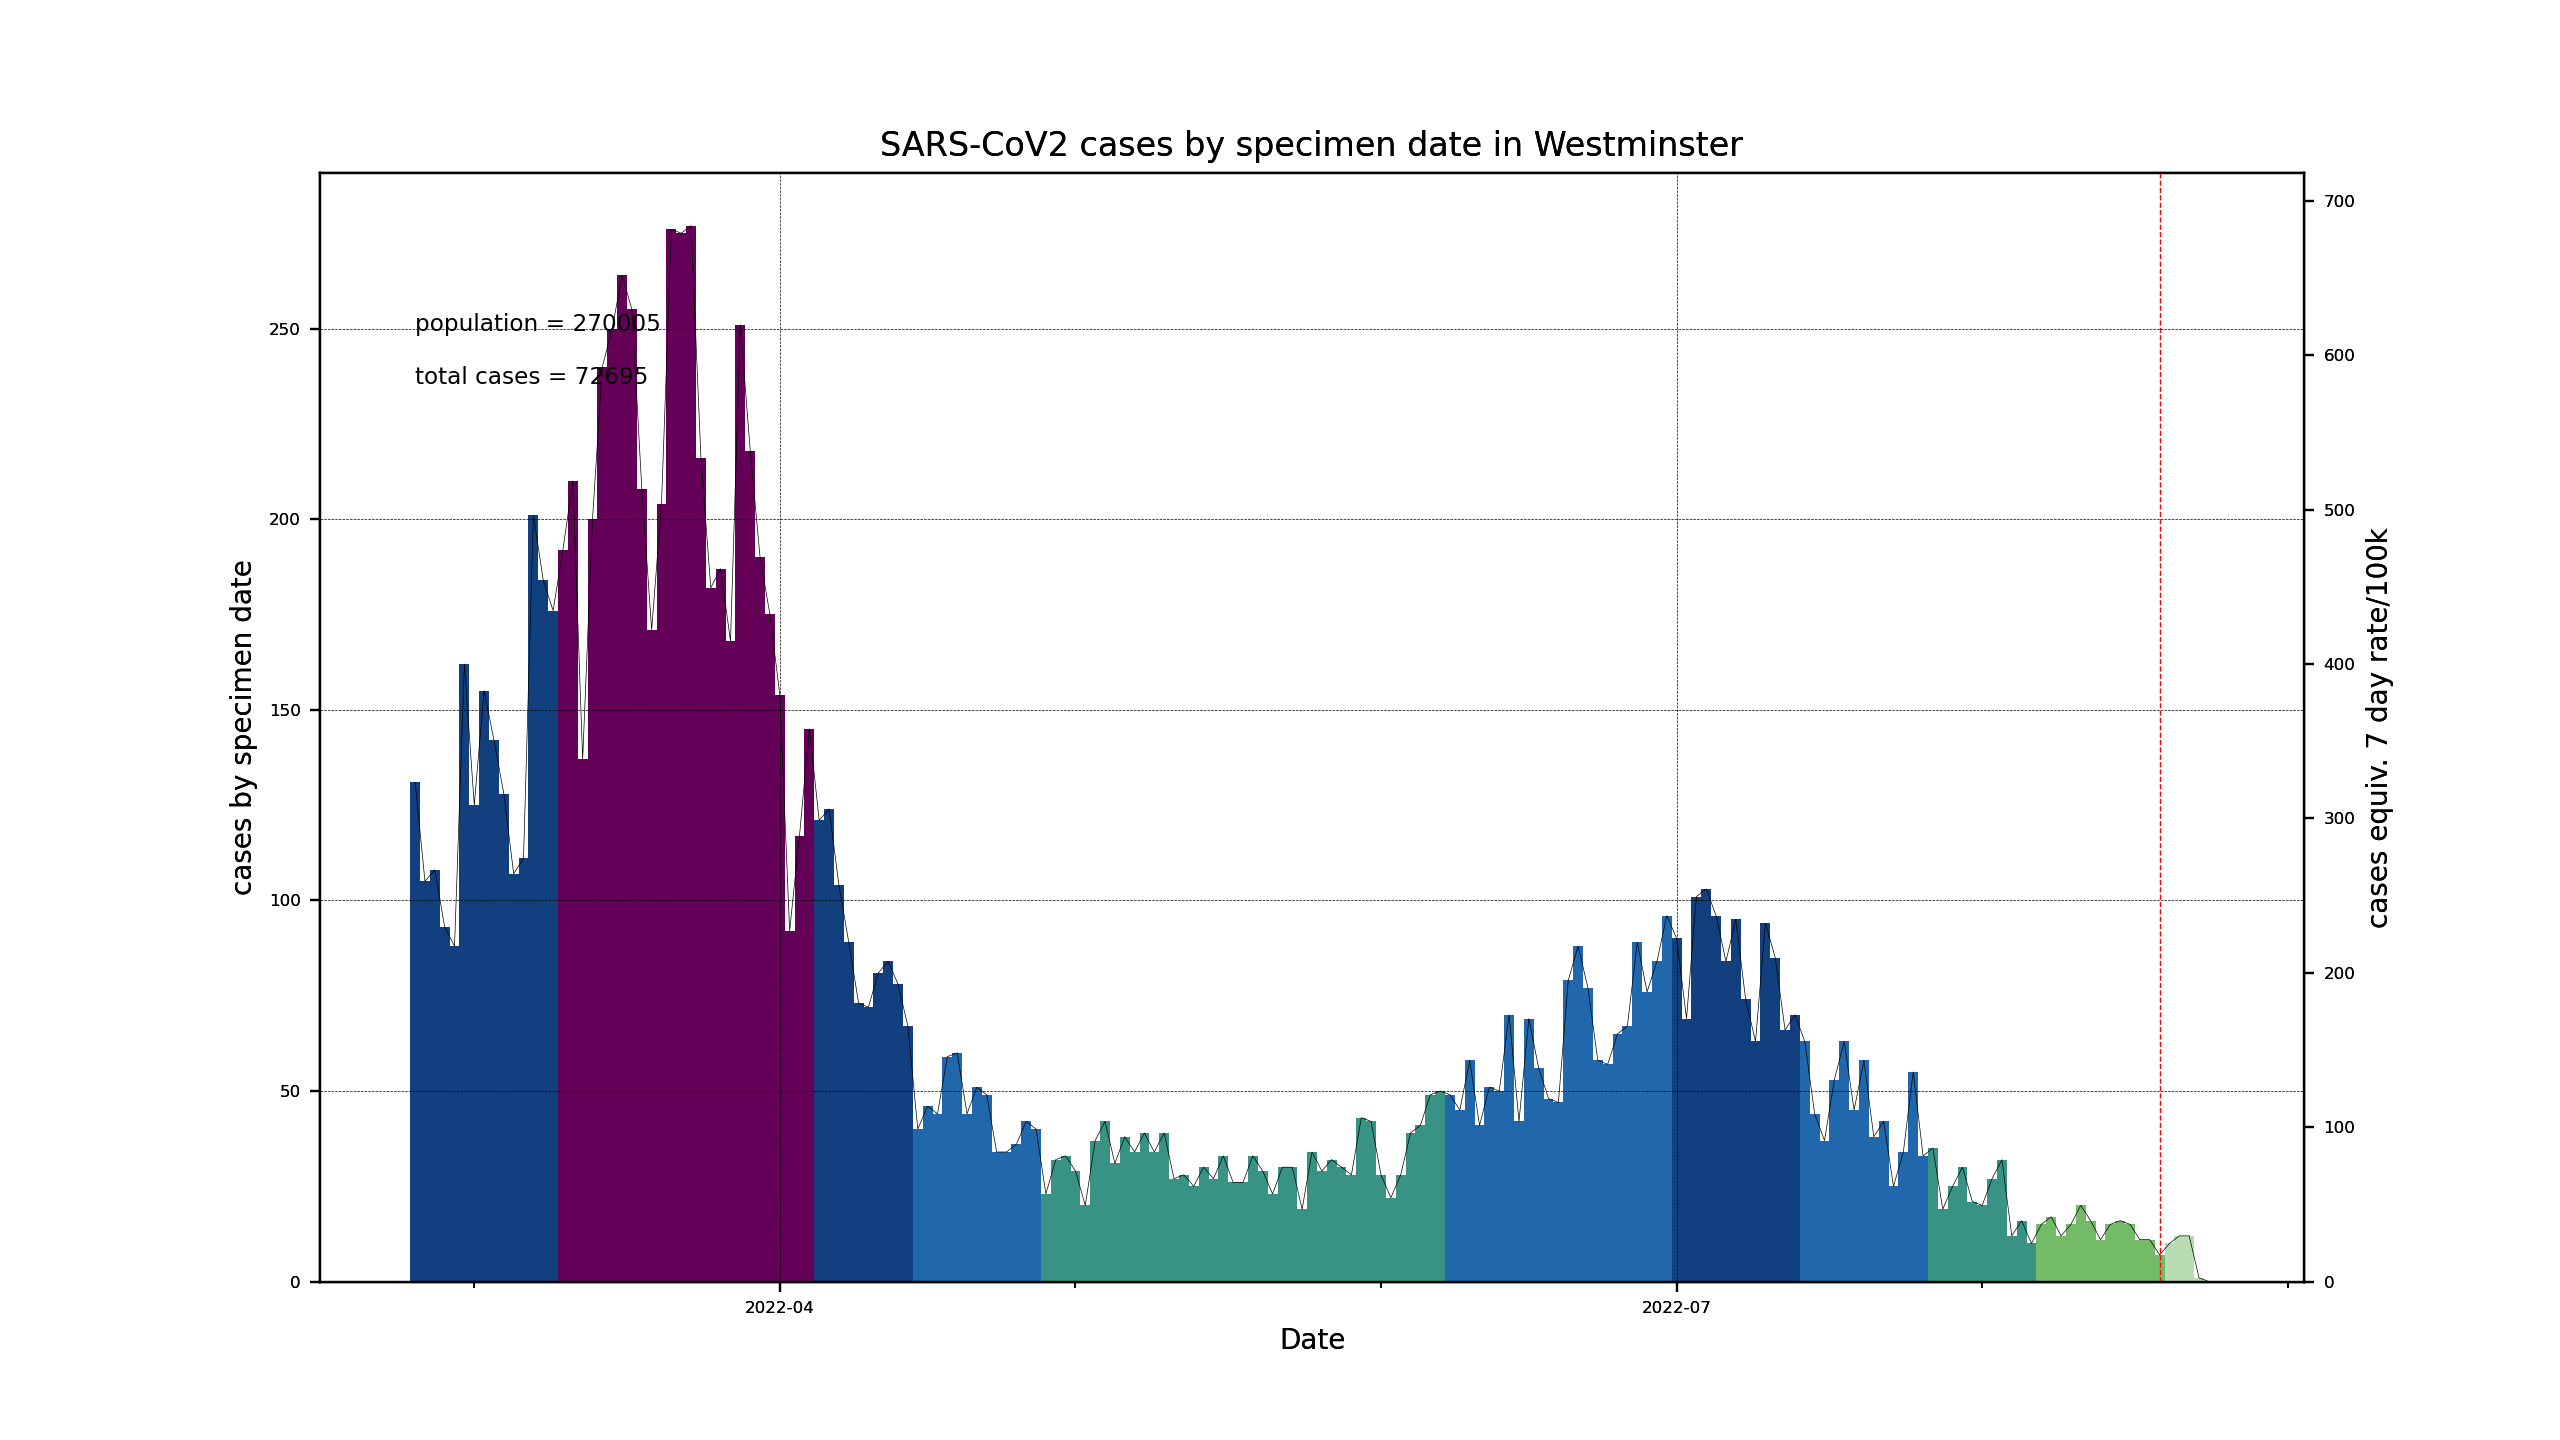 SARS-CoV2 cases by specimen date in Westminster
population = 270005
total cases = 72695
cases by specimen date
250
200
150
100
50
0
700
600
500
400
300
200
100
0
cases equiv. 7 day rate/100k
2022-04
2022-07
Date